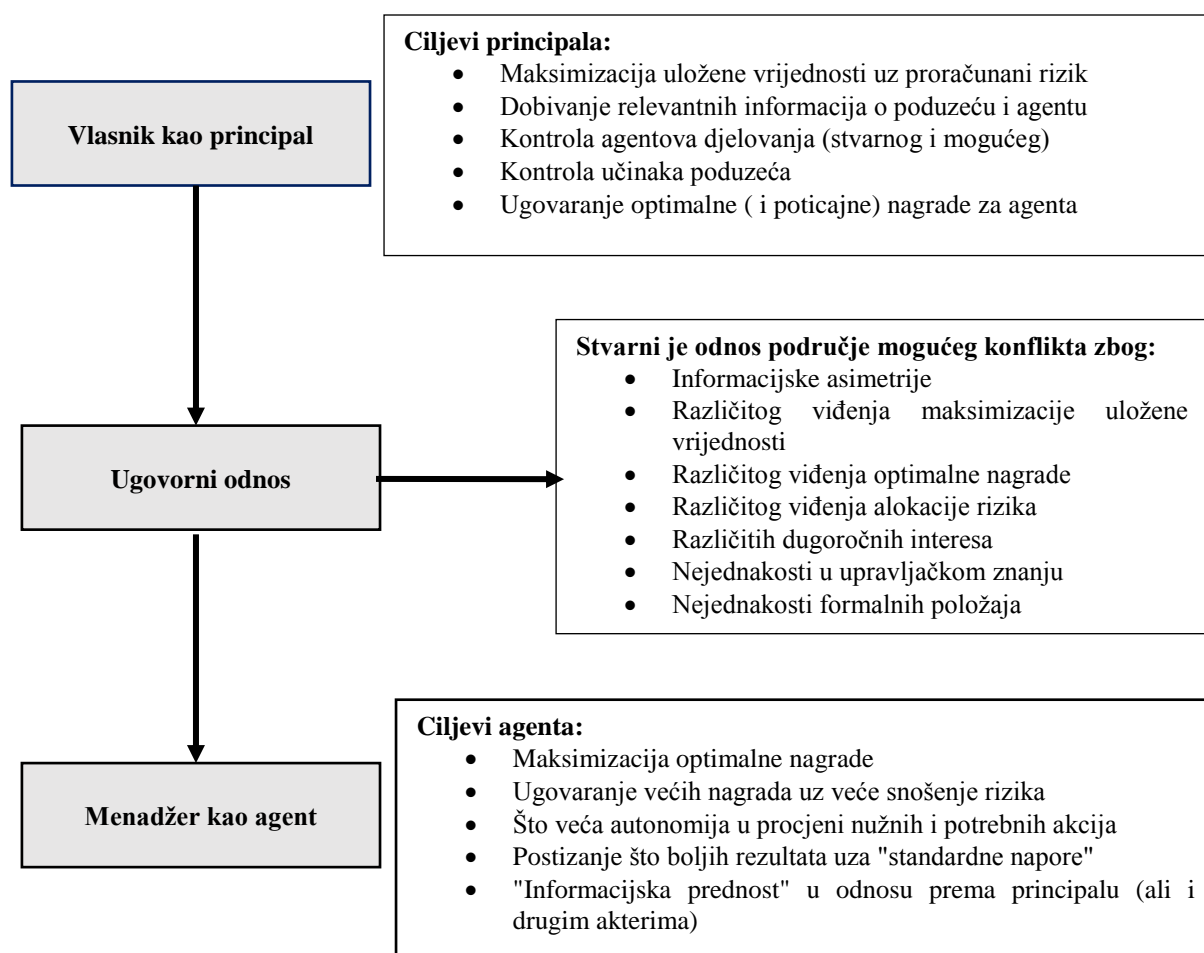 Ciljevi principala:
• Maksimizacija uložene vrijednosti uz proračunani rizik
• Dobivanje relevantnih informacija o poduzeću i agentu
• Kontrola agentova djelovanja (stvarnog i mogućeg)
• Kontrola učinaka poduzeća
• Ugovaranje optimalne ( i poticajne) nagrade za agenta
Vlasnik kao principal
Stvarni je odnos područje mogućeg konflikta zbog:
• Informacijske asimetrije
• Različitog viđenja maksimizacije uložene
vrijednosti
• Različitog viđenja optimalne nagrade
• Različitog viđenja alokacije rizika
• Različitih dugoročnih interesa
• Nejednakosti u upravljačkom znanju
• Nejednakosti formalnih položaja
Ugovorni odnos
Ciljevi agenta:
• Maksimizacija optimalne nagrade
• Ugovaranje većih nagrada uz veće snošenje rizika
• Što veća autonomija u procjeni nužnih i potrebnih akcija
• Postizanje što boljih rezultata uza "standardne napore"
• "Informacijska prednost" u odnosu prema principalu (ali i
drugim akterima)
Menadžer kao agent